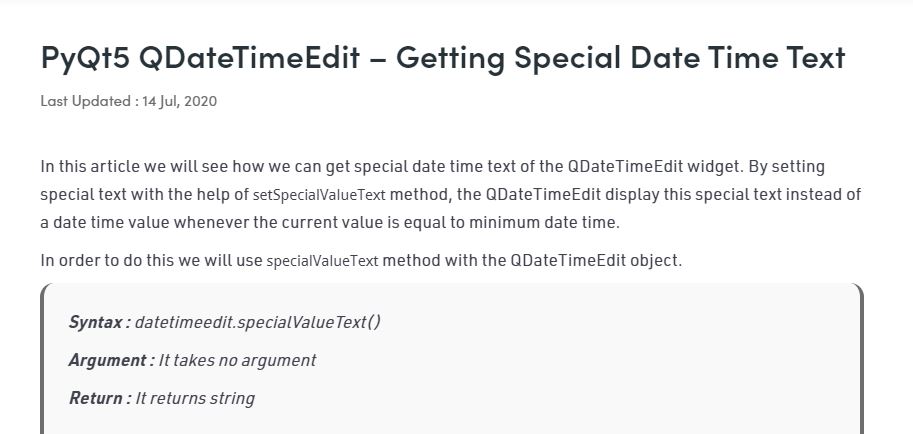 PyQt5 QDateTimeEdit – Getting Special Date Time Text
Last Updated : 14 Jul, 2020
In this article we will see how we can get special date time text of the QDateTimeEdit widget. By setting
special text with the help of setSpecialValueText method, the QDateTimeEdit display this special text instead of
a date time value whenever the current value is equal to minimum date time.
In order to do this we will use specialValueText method with the QDateTimeEdit object.
Syntax : datetimeedit.specialValueText()
Argument : It takes no argument
Return : It returns string